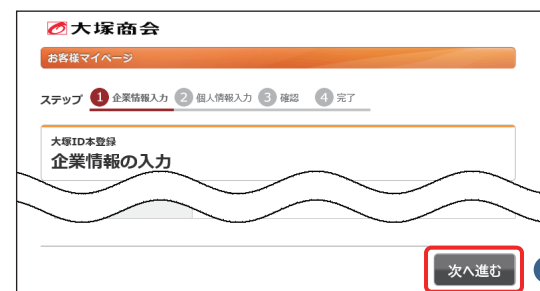 大塚商会
お客様マイページ
ステップ 1 企業情報入力 2 個人情報入力 3 確認 4 完了
大塚ID本登録
企業情報の入力
次へ進む